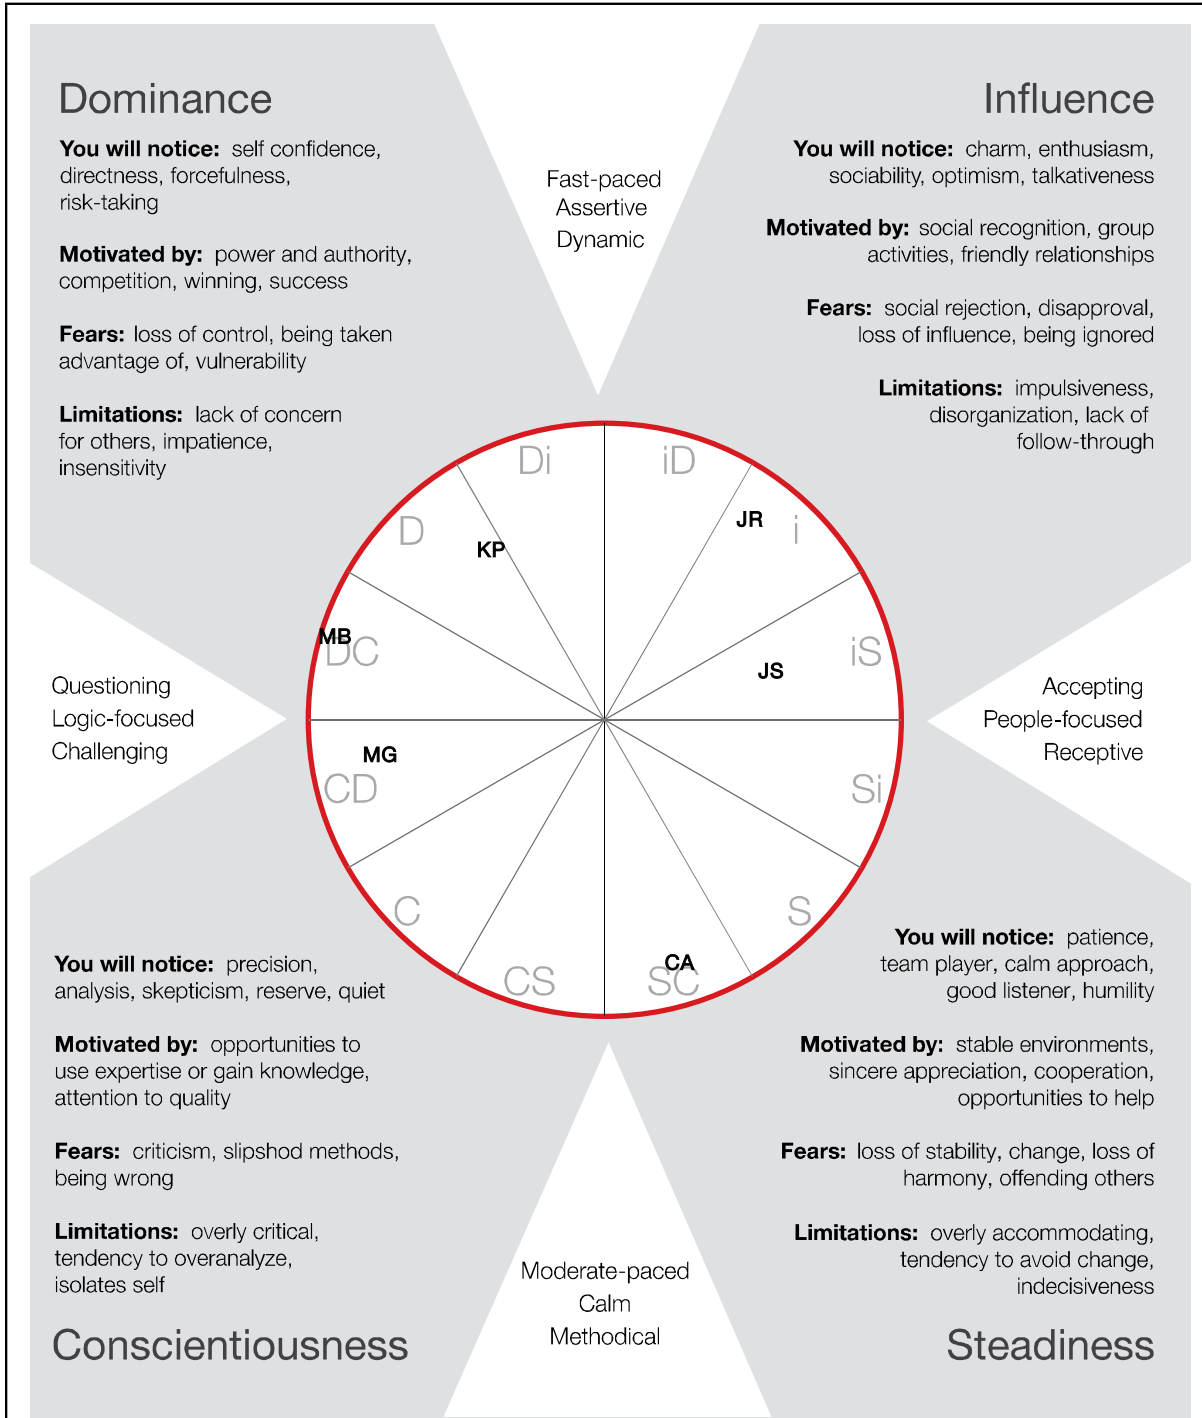 Dominance
You will notice: self confidence,
directness, forcefulness,
risk-taking
Motivated by: power and authority,
competition, winning, success
Fears: loss of control, being taken
advantage of, vulnerability
Limitations: lack of concern
for others, impatience,
insensitivity
Fast-paced
Assertive
Dynamic
Influence
You will notice: charm, enthusiasm,
sociability, optimism, talkativeness
Motivated by: social recognition, group
activities, friendly relationships
Fears: social rejection, disapproval,
loss of influence, being ignored
Limitations: impulsiveness,
disorganization, lack of
follow-through
Di
iD
D
KP
JR
i
MB
DC
JS
iS
MG
CD
Si
C
S
CS
CA
SC
Questioning
Logic-focused
Challenging
Accepting
People-focused
Receptive
You will notice: precision,
analysis, skepticism, reserve, quiet
Motivated by: opportunities to
use expertise or gain knowledge,
attention to quality
Fears: criticism, slipshod methods,
being wrong
Limitations: overly critical,
tendency to overanalyze,
isolates self
Conscientiousness
Moderate-paced
Calm
Methodical
You will notice: patience,
team player, calm approach,
good listener, humility
Motivated by: stable environments,
sincere appreciation, cooperation,
opportunities to help
Fears: loss of stability, change, loss of
harmony, offending others
Limitations: overly accommodating,
tendency to avoid change,
indecisiveness
Steadiness